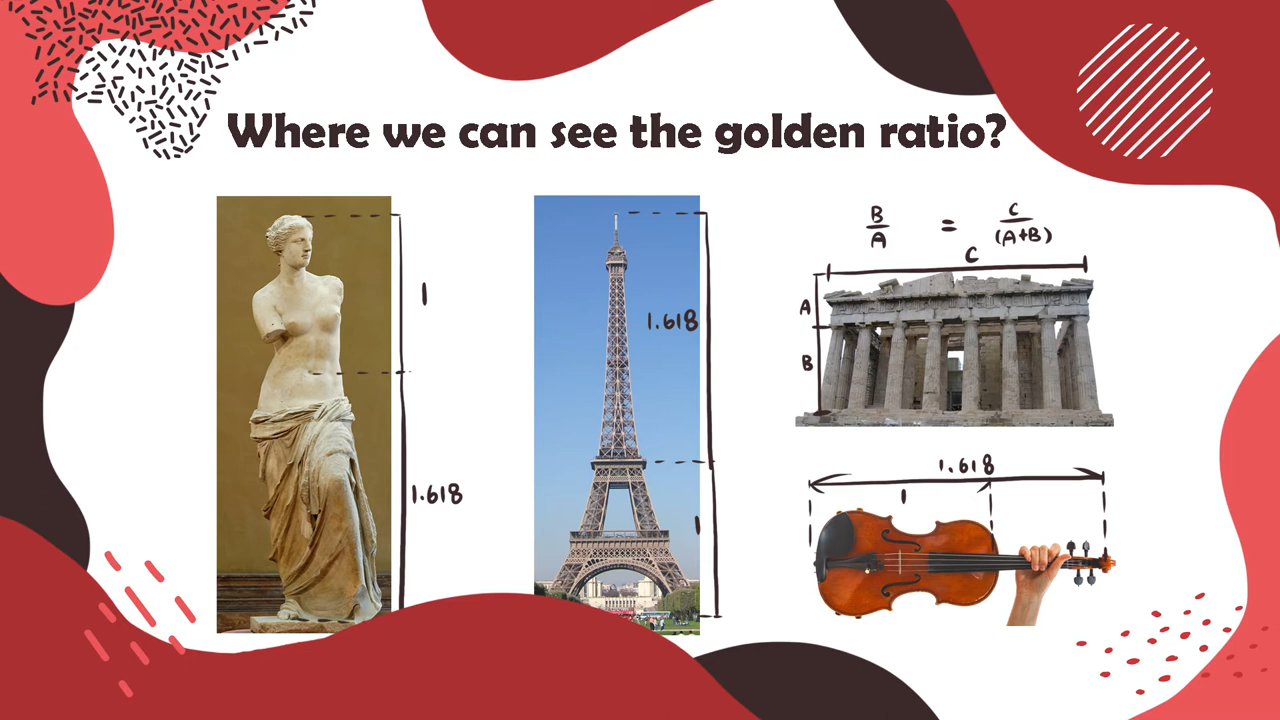 Where we can see the golden ratio?
1
1.618
1.618
1
B/A = C/(A+B)
C
A
B
1.618
1